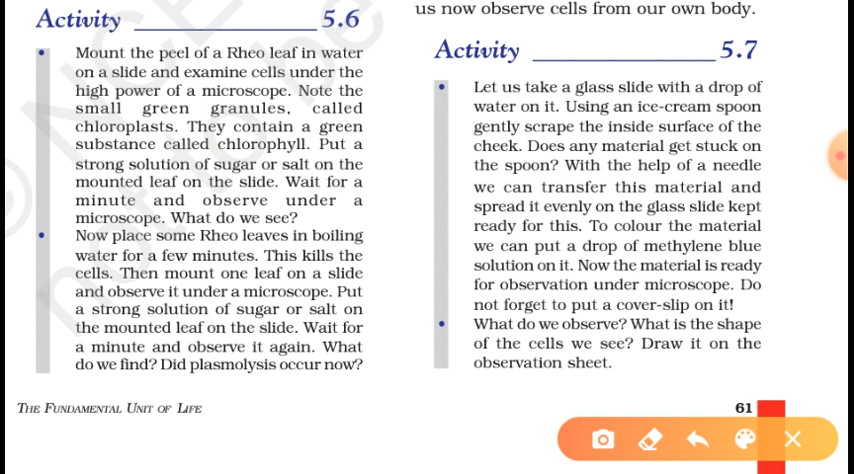 Activity ______________ 5.6
• Mount the peel of a Rheo leaf in water
on a slide and examine cells under the
high power of a microscope. Note the
small green granules, called
chloroplasts. They contain a green
substance called chlorophyll. Put a
strong solution of sugar or salt on the
mounted leaf on the slide. Wait for a
minute and observe under a
microscope. What do we see?
• Now place some Rheo leaves in boiling
water for a few minutes. This kills the
cells. Then mount one leaf on a slide
and observe it under a microscope. Put
a strong solution of sugar or salt on
the mounted leaf on the slide. Wait for
a minute and observe it again. What
do we find? Did plasmolysis occur now?
us now observe cells from our own body.
Activity ______________ 5.7
• Let us take a glass slide with a drop of
water on it. Using an ice-cream spoon
gently scrape the inside surface of the
cheek. Does any material get stuck on
the spoon? With the help of a needle
we can transfer this material and
spread it evenly on the glass slide kept
ready for this. To colour the material
we can put a drop of methylene blue
solution on it. Now the material is ready
for observation under microscope. Do
not forget to put a cover-slip on it!
• What do we observe? What is the shape
of the cells we see? Draw it on the
observation sheet.
THE FUNDAMENTAL UNIT OF LIFE
61